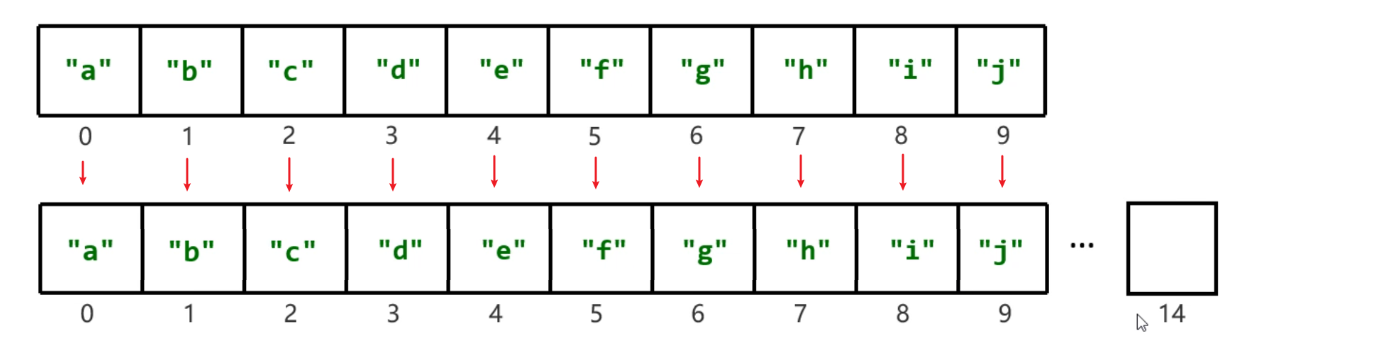 "a" "b" "c" "d" "e" "f" "g" "h" "i" "j"
0 1 2 3 4 5 6 7 8 9
"a" "b" "c" "d" "e" "f" "g" "h" "i" "j" ...
0 1 2 3 4 5 6 7 8 9 14